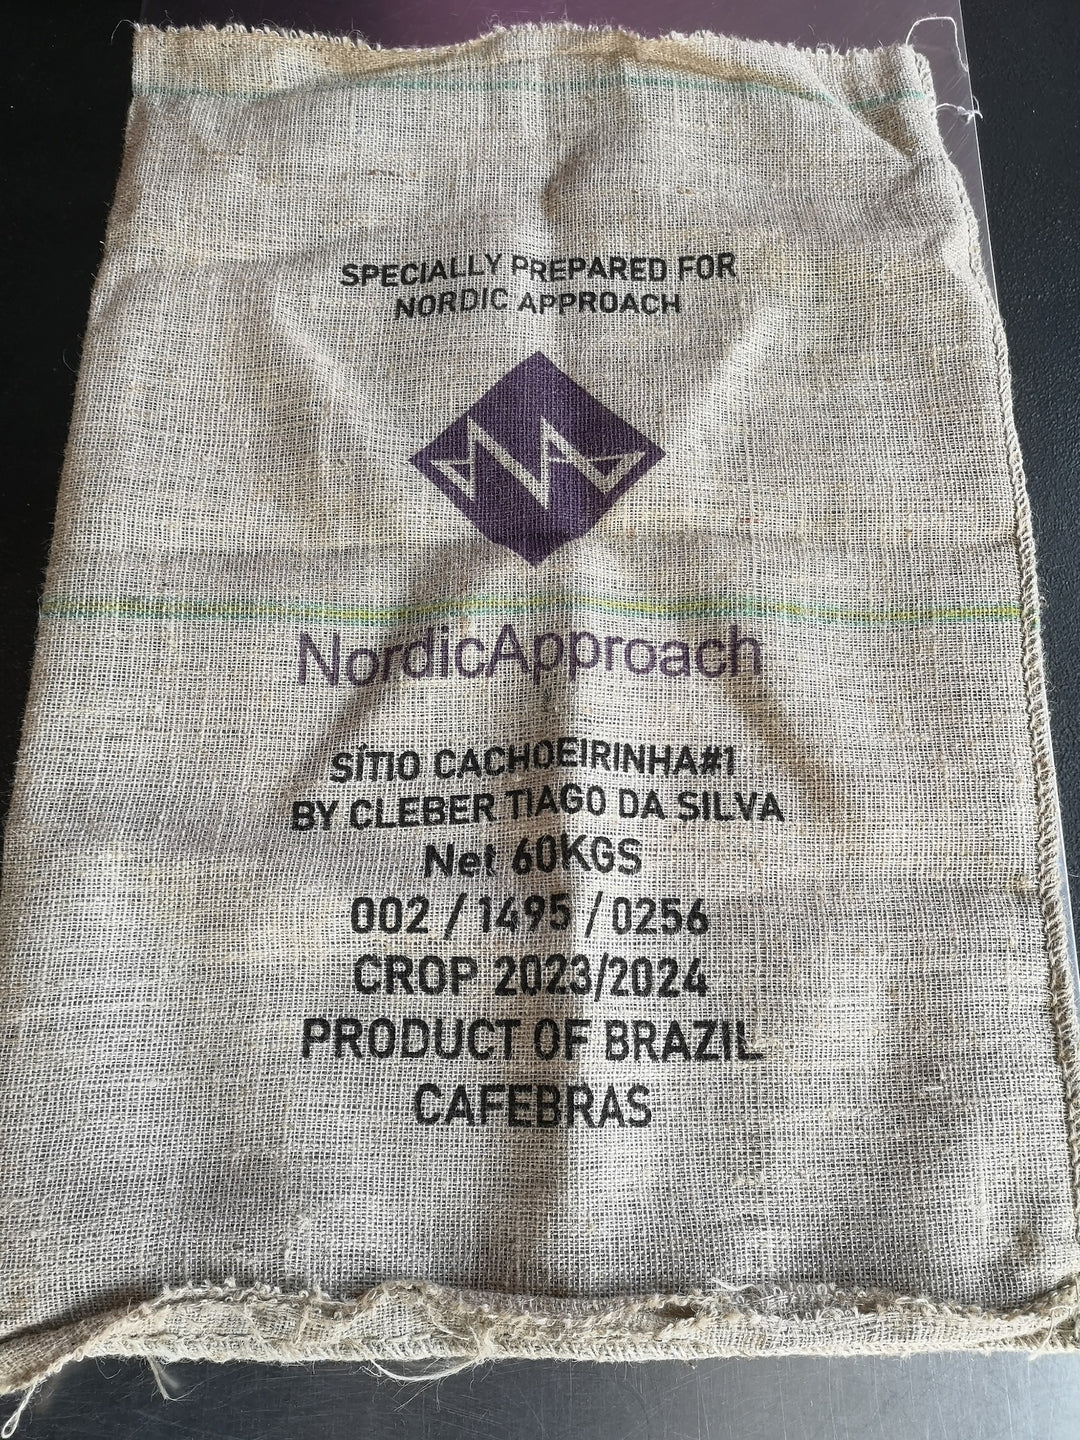 SPECIALLY PREPARED FOR
NORDIC APPROACH
NordicApproach
SÍTIO CACHOEIRINHA#1
BY CLEBER TIAGO DA SILVA
Net 60KGS
002 / 1495 / 0256
CROP 2023/2024
PRODUCT OF BRAZIL
CAFEBRAS